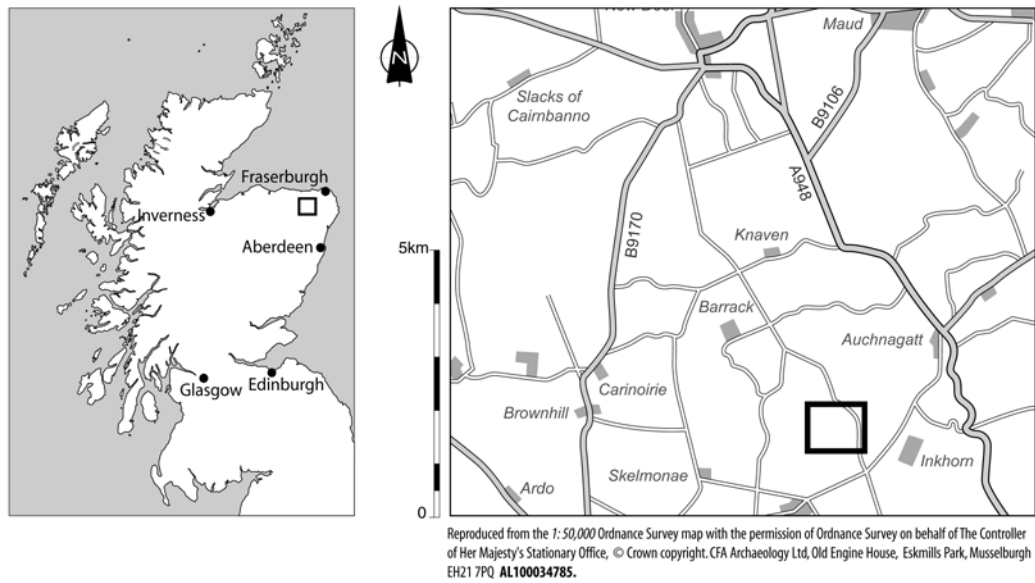 Fraserburgh
Inverness
Aberdeen
Glasgow
Edinburgh
N
5km
0
Maud
Slacks of
Cairnbanno
B9106
A948
B9170
Knaven
Barrack
Auchnagatt
Carinoirie
Brownhill
Skelmonae
Inkhorn
Ardo
Reproduced from the 1: 50,000 Ordnance Survey map with the permission of Ordnance Survey on behalf of The Controller
of Her Majesty's Stationary Office, © Crown copyright. CFA Archaeology Ltd, Old Engine House, Eskmills Park, Musselburgh
EH21 7PQ AL100034785.